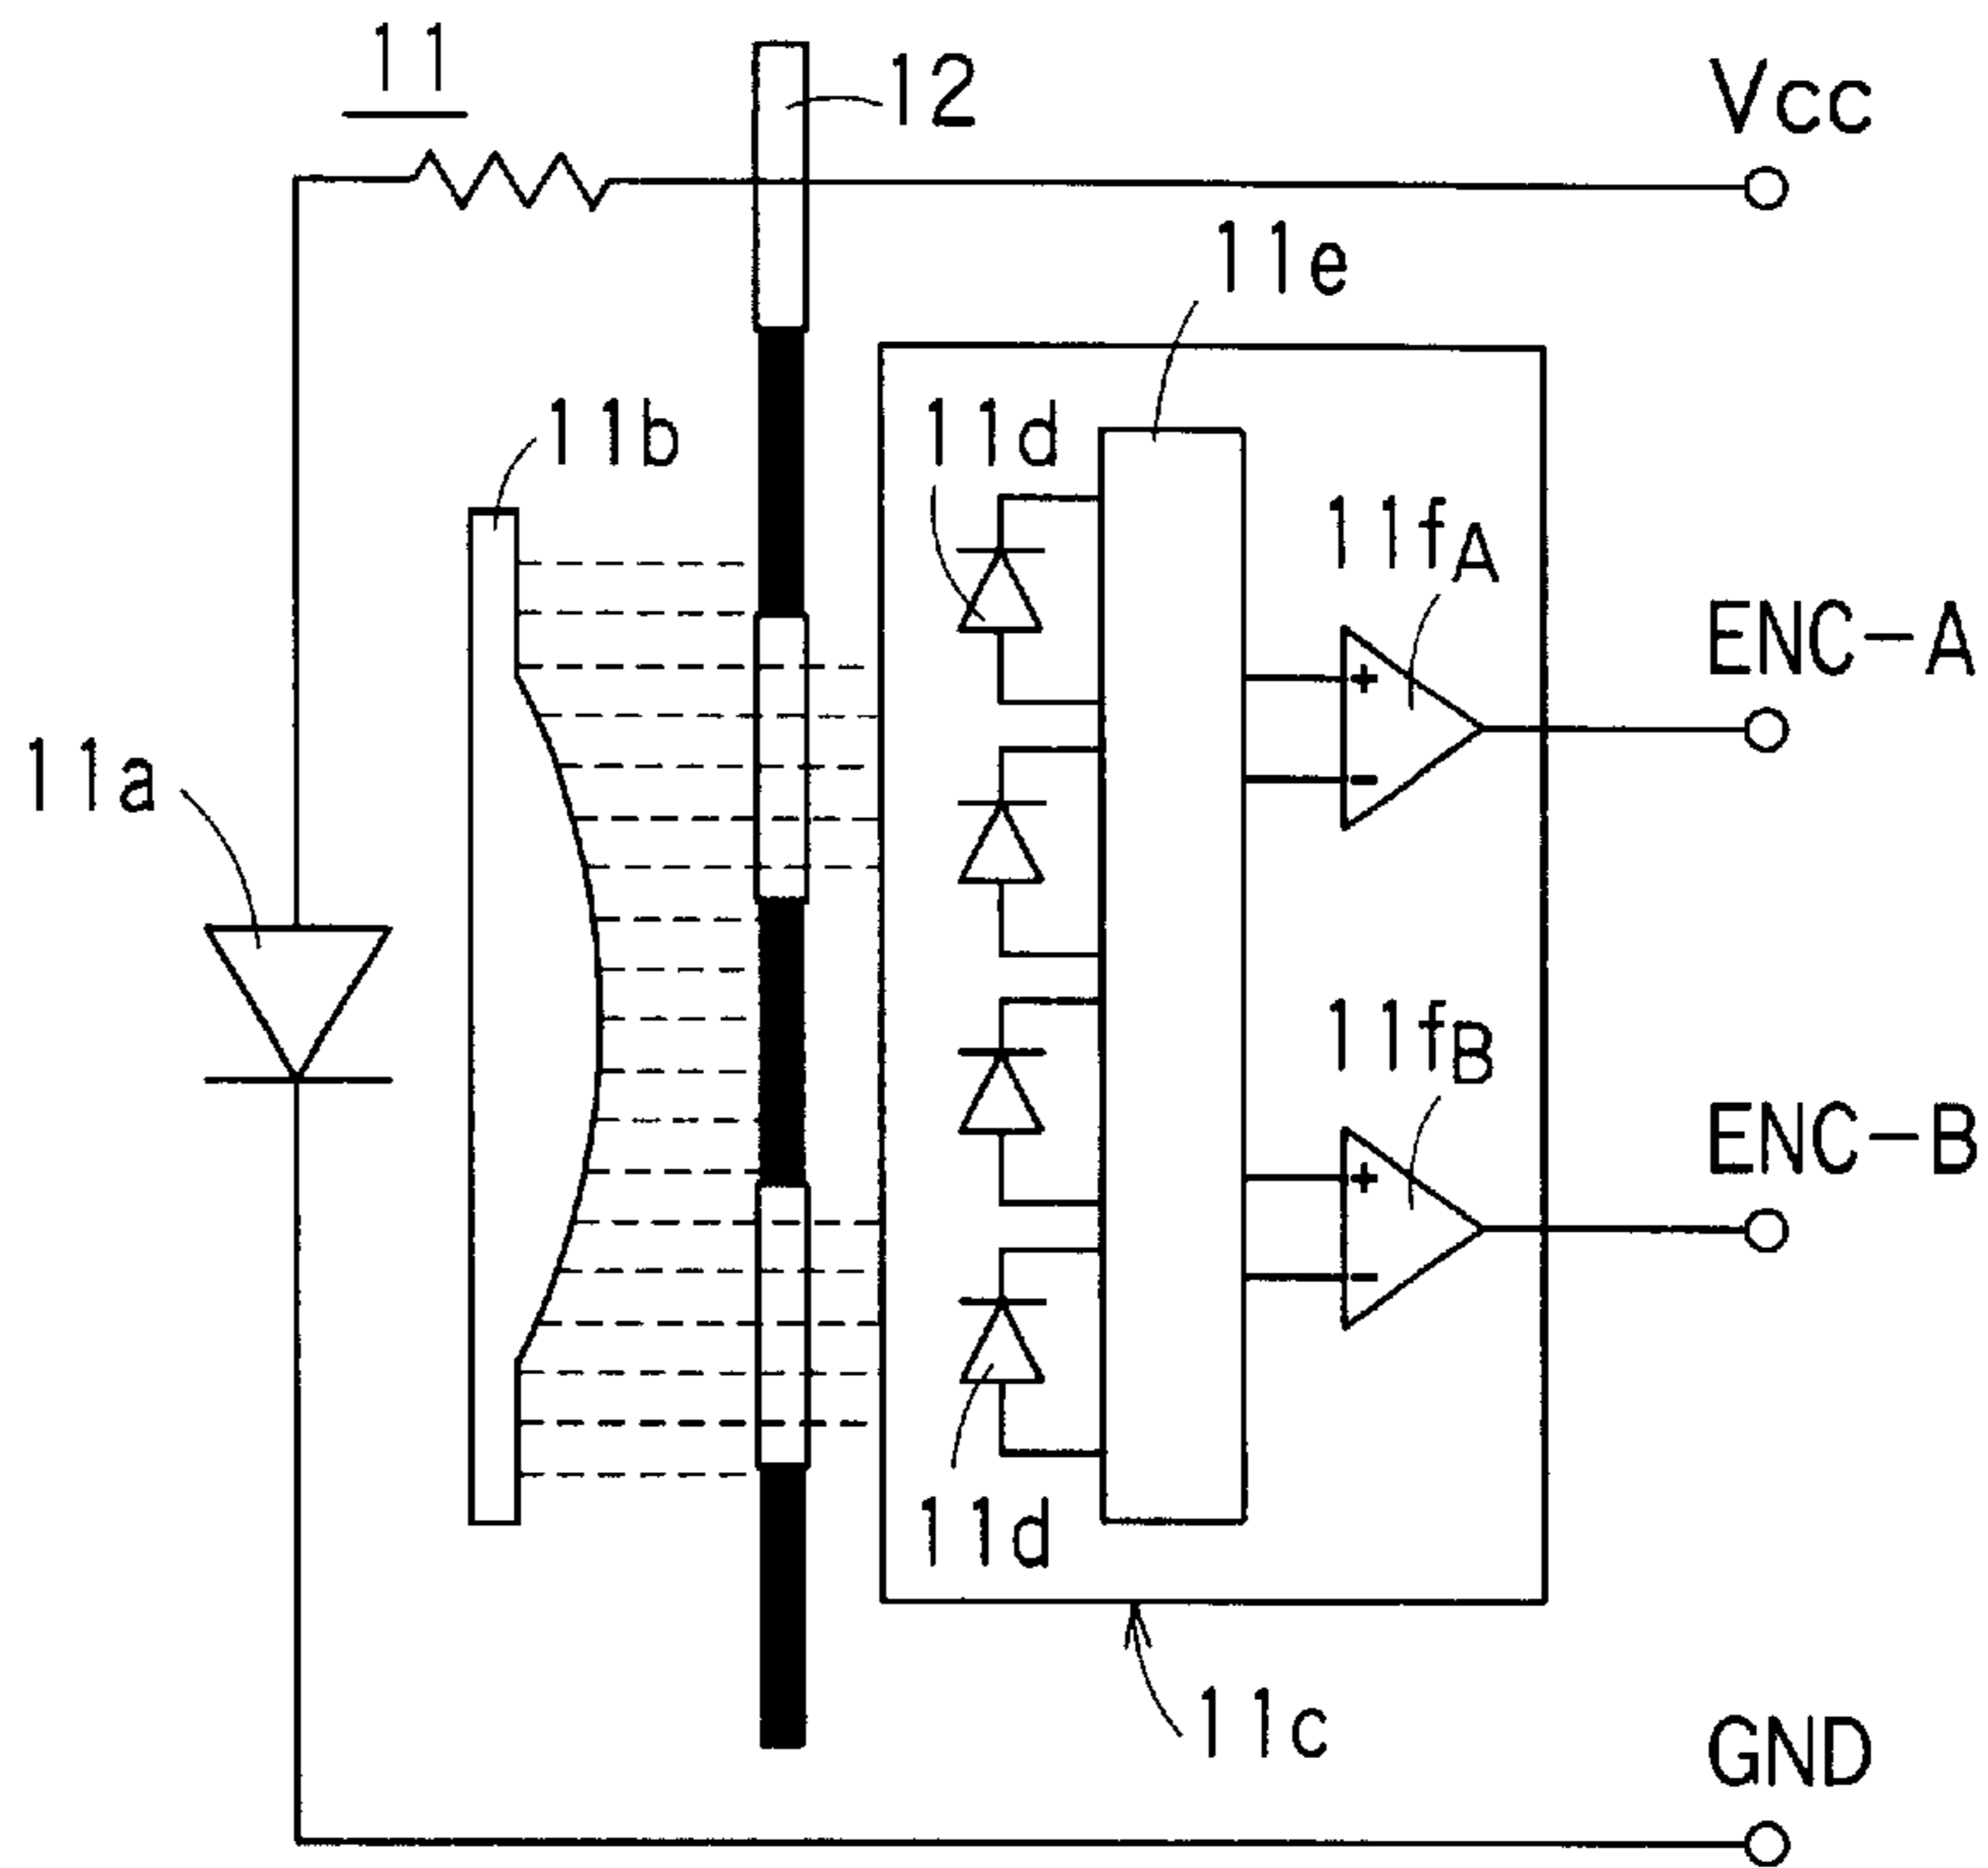 11
12
Vcc
11e
11b
11d
11fA
ENC-A
11a
+
-
11fB
ENC-B
+
-
11d
11c
GND